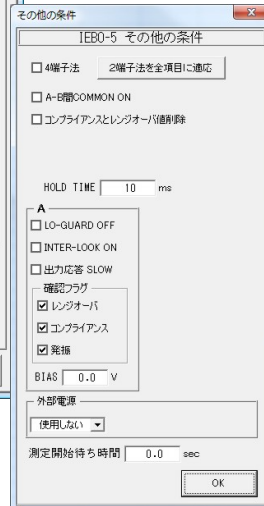 その他の条件
IEBO-5 その他の条件
4端子法 2端子法を全項目に適応
A-B間COMMON ON
コンプライアンスとレンジオーバ値削除
HOLD TIME 10 ms
A
LO-GUARD OFF
INTER-LOOK ON
出力応答 SLOW
確認フラグ
レンジオーバ
コンプライアンス
発振
BIAS 0.0 V
外部電源
使用しない
測定開始待ち時間 0.0 sec
OK